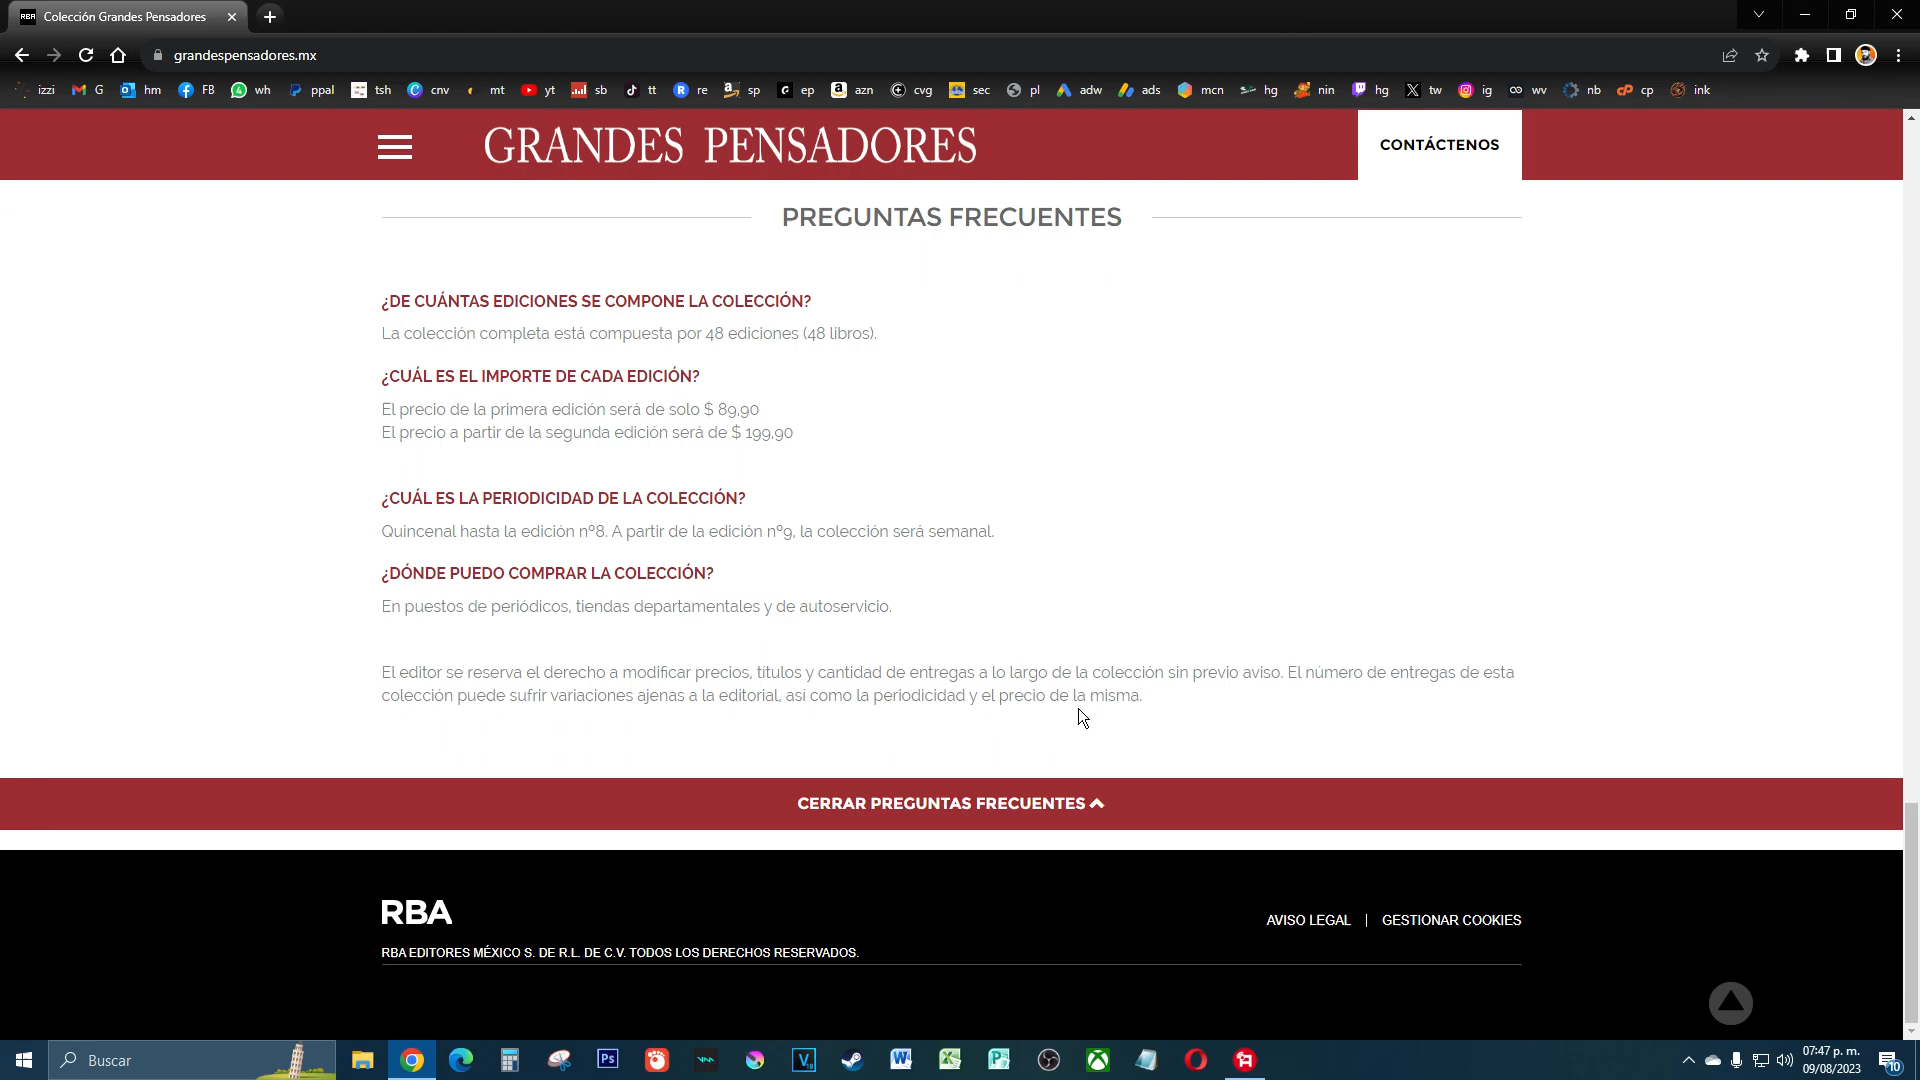 RBA Colección Grandes Pensadores
grandespensadores.mx
izzi G hm FB wh ppal tsh cnv mt yt sb tt re sp ep azn cvg sec pl adw ads mcn hg nin hg tw ig wv nb cp ink
GRANDES PENSADORES
CONTÁCTENOS
PREGUNTAS FRECUENTES
¿DE CUÁNTAS EDICIONES SE COMPONE LA COLECCIÓN?
La colección completa está compuesta por 48 ediciones (48 libros).
¿CUÁL ES EL IMPORTE DE CADA EDICIÓN?
El precio de la primera edición será de solo $ 89,90
El precio a partir de la segunda edición será de $ 199,90
¿CUÁL ES LA PERIODICIDAD DE LA COLECCIÓN?
Quincenal hasta la edición nº8. A partir de la edición nº9, la colección será semanal.
¿DÓNDE PUEDO COMPRAR LA COLECCIÓN?
En puestos de periódicos, tiendas departamentales y de autoservicio.
El editor se reserva el derecho a modificar precios, títulos y cantidad de entregas a lo largo de la colección sin previo aviso. El número de entregas de esta
colección puede sufrir variaciones ajenas a la editorial, así como la periodicidad y el precio de la misma.
CERRAR PREGUNTAS FRECUENTES
RBA
AVISO LEGAL | GESTIONAR COOKIES
RBA EDITORES MÉXICO S. DE R.L. DE C.V. TODOS LOS DERECHOS RESERVADOS.
Buscar
07:47 p. m.
09/08/2023
10